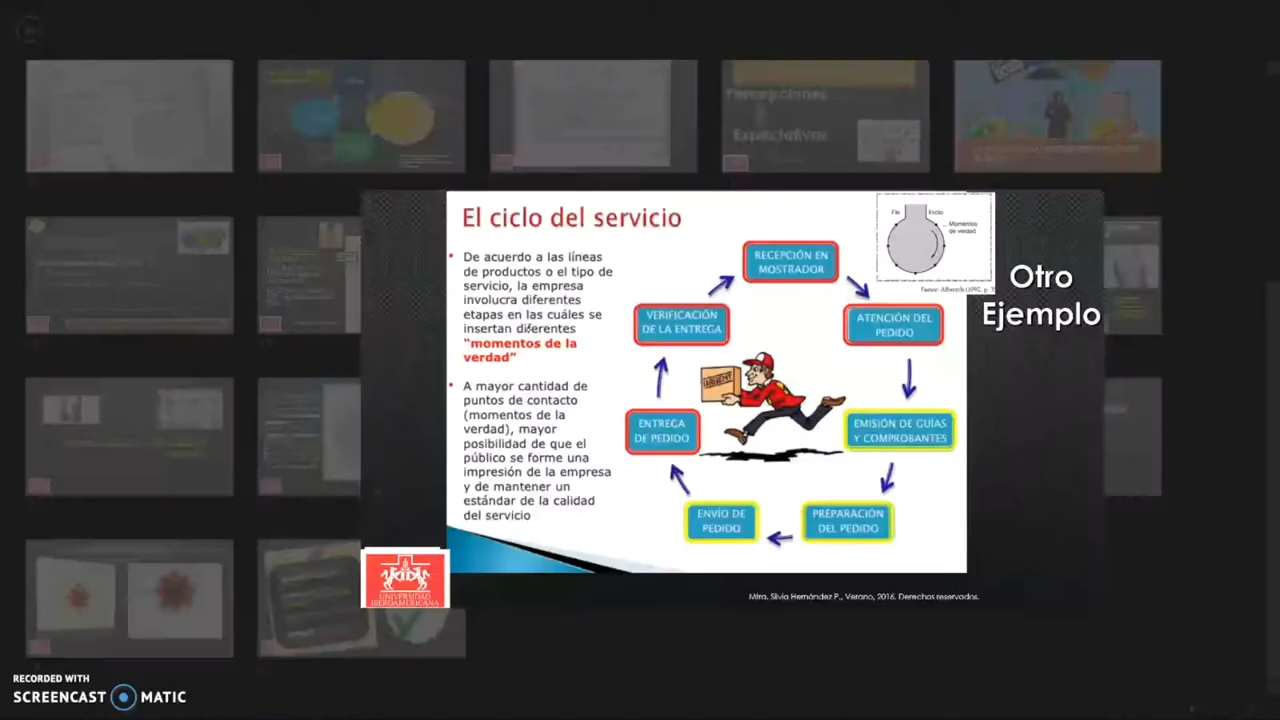 Percepciones
Expectativas
El ciclo del servicio
De acuerdo a las líneas
de productos o el tipo de
servicio, la empresa
involucra diferentes
etapas en las cuáles se
insertan diferentes
“momentos de la
verdad”
A mayor cantidad de
puntos de contacto
(momentos de la
verdad), mayor
posibilidad de que el
público se forme una
impresión de la empresa
y de mantener un
estándar de la calidad
del servicio
RECEPCIÓN EN
MOSTRADOR
ATENCIÓN DEL
PEDIDO
EMISIÓN DE GUÍAS
Y COMPROBANTES
PREPARACIÓN
DEL PEDIDO
ENVÍO DE
PEDIDO
ENTREGA
DE PEDIDO
VERIFICACIÓN
DE LA ENTREGA
URGENT
Fin Inicio
Momentos
de verdad
Fuente: Albrecht (1992, p.
Otro
Ejemplo
UNIVERSIDAD
IBEROAMERICANA
Mtra. Silvia Hernández P., Verano, 2016. Derechos reservados.
RECORDED WITH
SCREENCAST MATIC